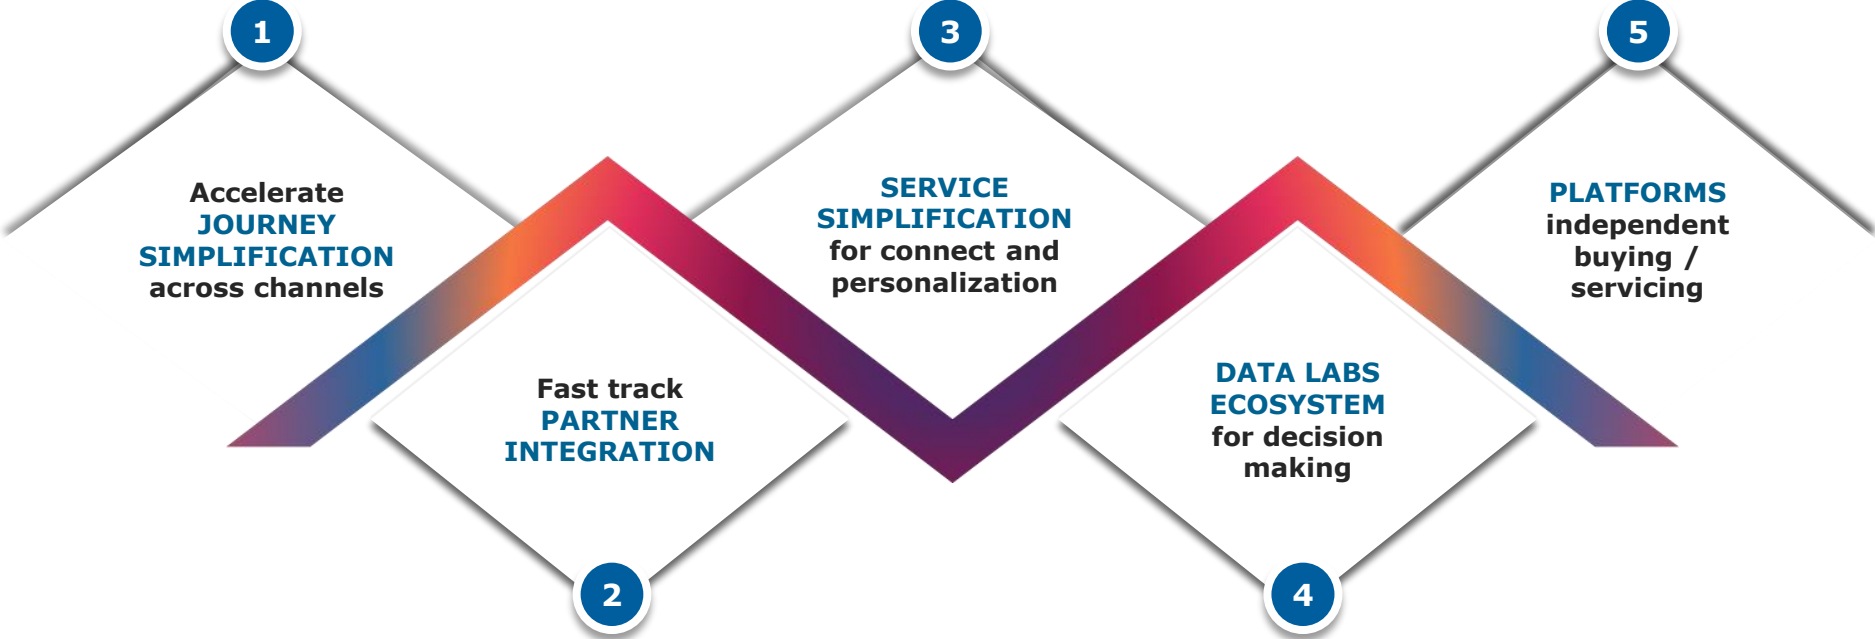 1
Accelerate
JOURNEY
SIMPLIFICATION
across channels
2
Fast track
PARTNER
INTEGRATION
3
SERVICE
SIMPLIFICATION
for connect and
personalization
4
DATA LABS
ECOSYSTEM
for decision
making
5
PLATFORMS
independent
buying /
servicing